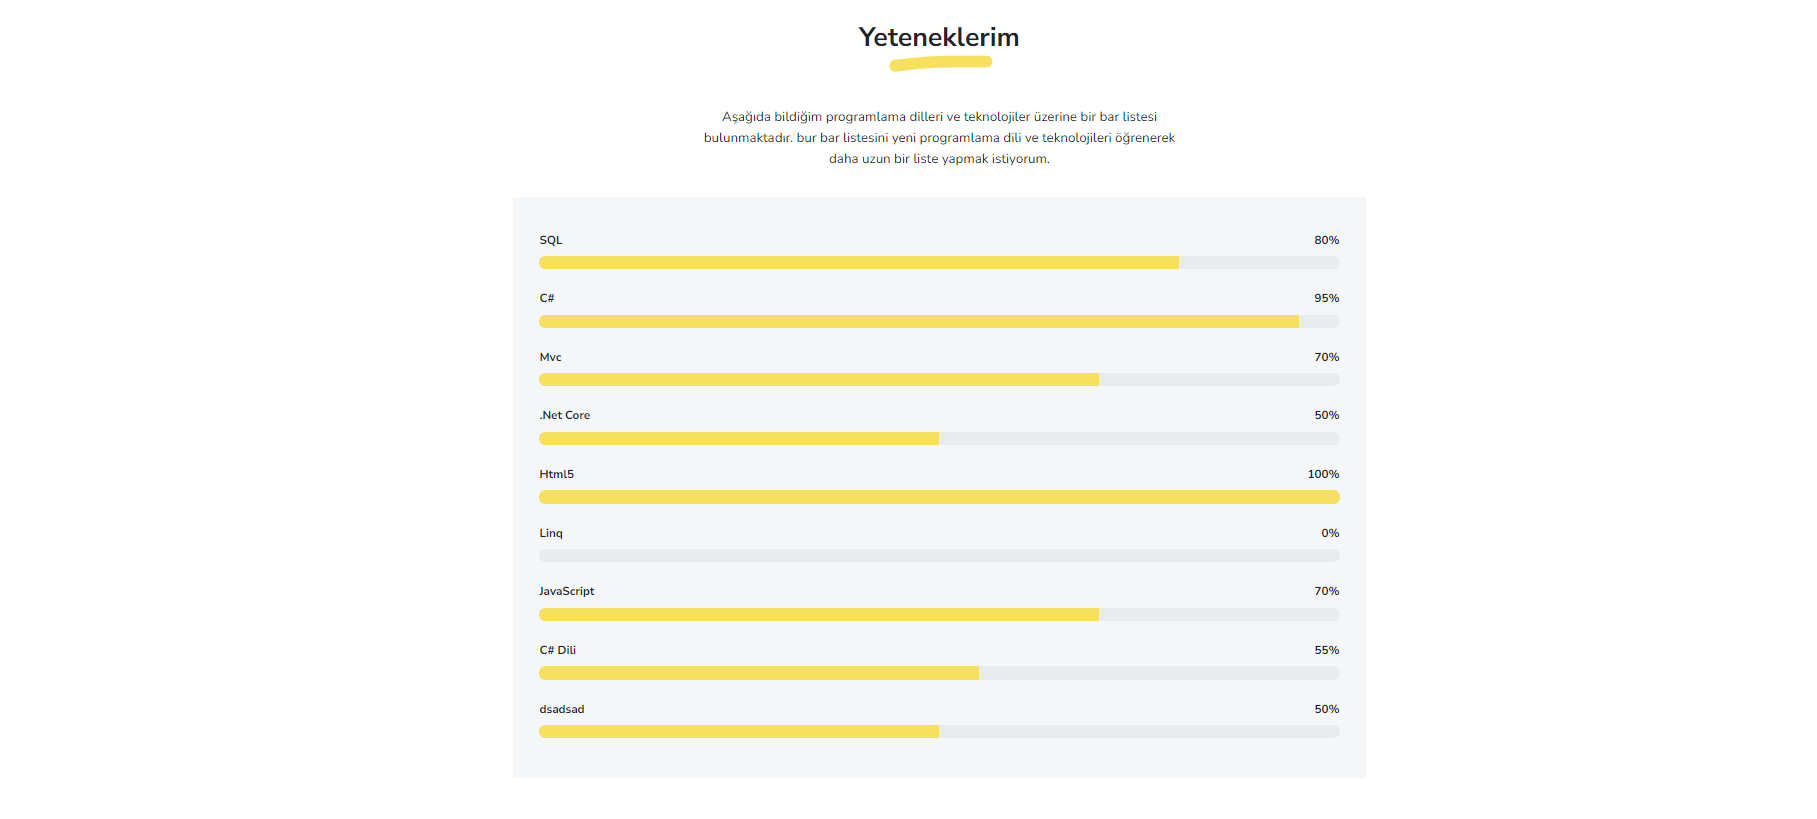 Yeteneklerim
Aşağıda bildiğim programlama dilleri ve teknolojiler üzerine bir bar listesi
bulunmaktadır. bur bar listesini yeni programlama dili ve teknolojileri öğrenerek
daha uzun bir liste yapmak istiyorum.
SQL 80%
C# 95%
Mvc 70%
.Net Core 50%
Html5 100%
Linq 0%
JavaScript 70%
C# Dili 55%
dsadsad 50%